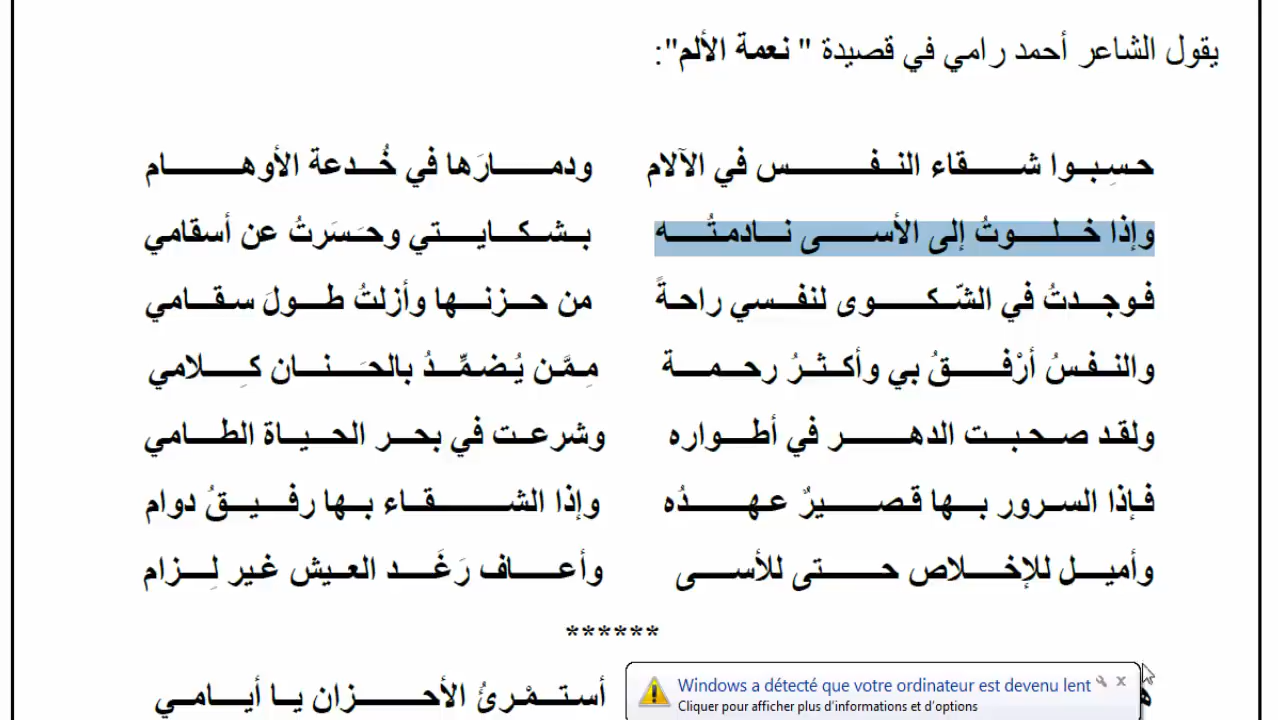 يقول الشاعر أحمد رامي في قصيدة " نعمة الألم":
حسِبوا شقاء النفس في الآلام ودمارَها في خُدعة الأوهام
وإذا خلوتُ إلى الأسى نادمتُه بشكايتي وحسَرتُ عن أسقامي
فوجدتُ في الشّكوى لنفسي راحةً من حزنها وأزلتُ طولَ سقامي
والنفسُ أرْفقُ بي وأكثرُ رحمة مِمَّن يُضمِّدُ بالحَنان كِلامي
ولقد صحبت الدهر في أطواره وشرعت في بحر الحياة الطامي
فإذا السرور بها قصيرٌ عهدُه وإذا الشقاء بها رفيقُ دوام
وأميل للإخلاص حتى للأسى وأعاف رَغَد العيش غير لِزام
******
أستمْرئُ الأحزان يا أيامي
Windows a détecté que votre ordinateur est devenu lent
Cliquer pour afficher plus d'informations et d'options